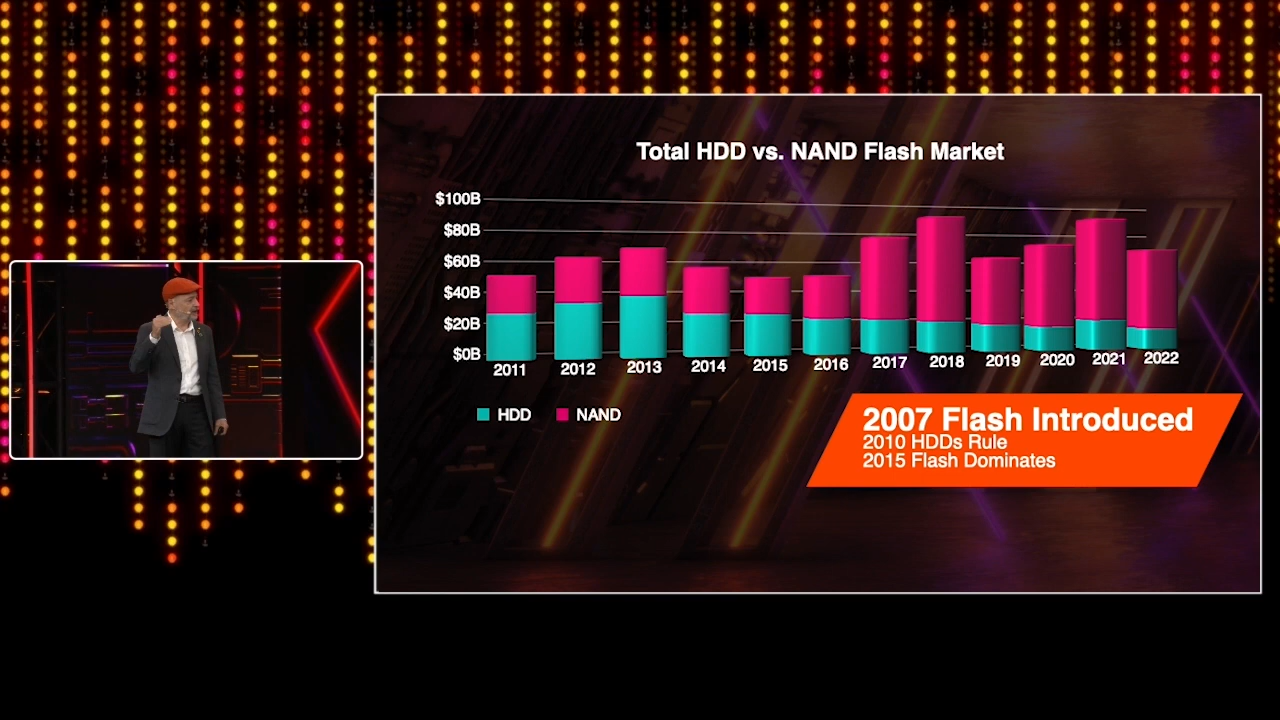 Total HDD vs. NAND Flash Market
$100B
$80B
$60B
$40B
$20B
$0B
2011 2012 2013 2014 2015 2016 2017 2018 2019 2020 2021 2022
HDD NAND
2007 Flash Introduced
2010 HDDs Rule
2015 Flash Dominates